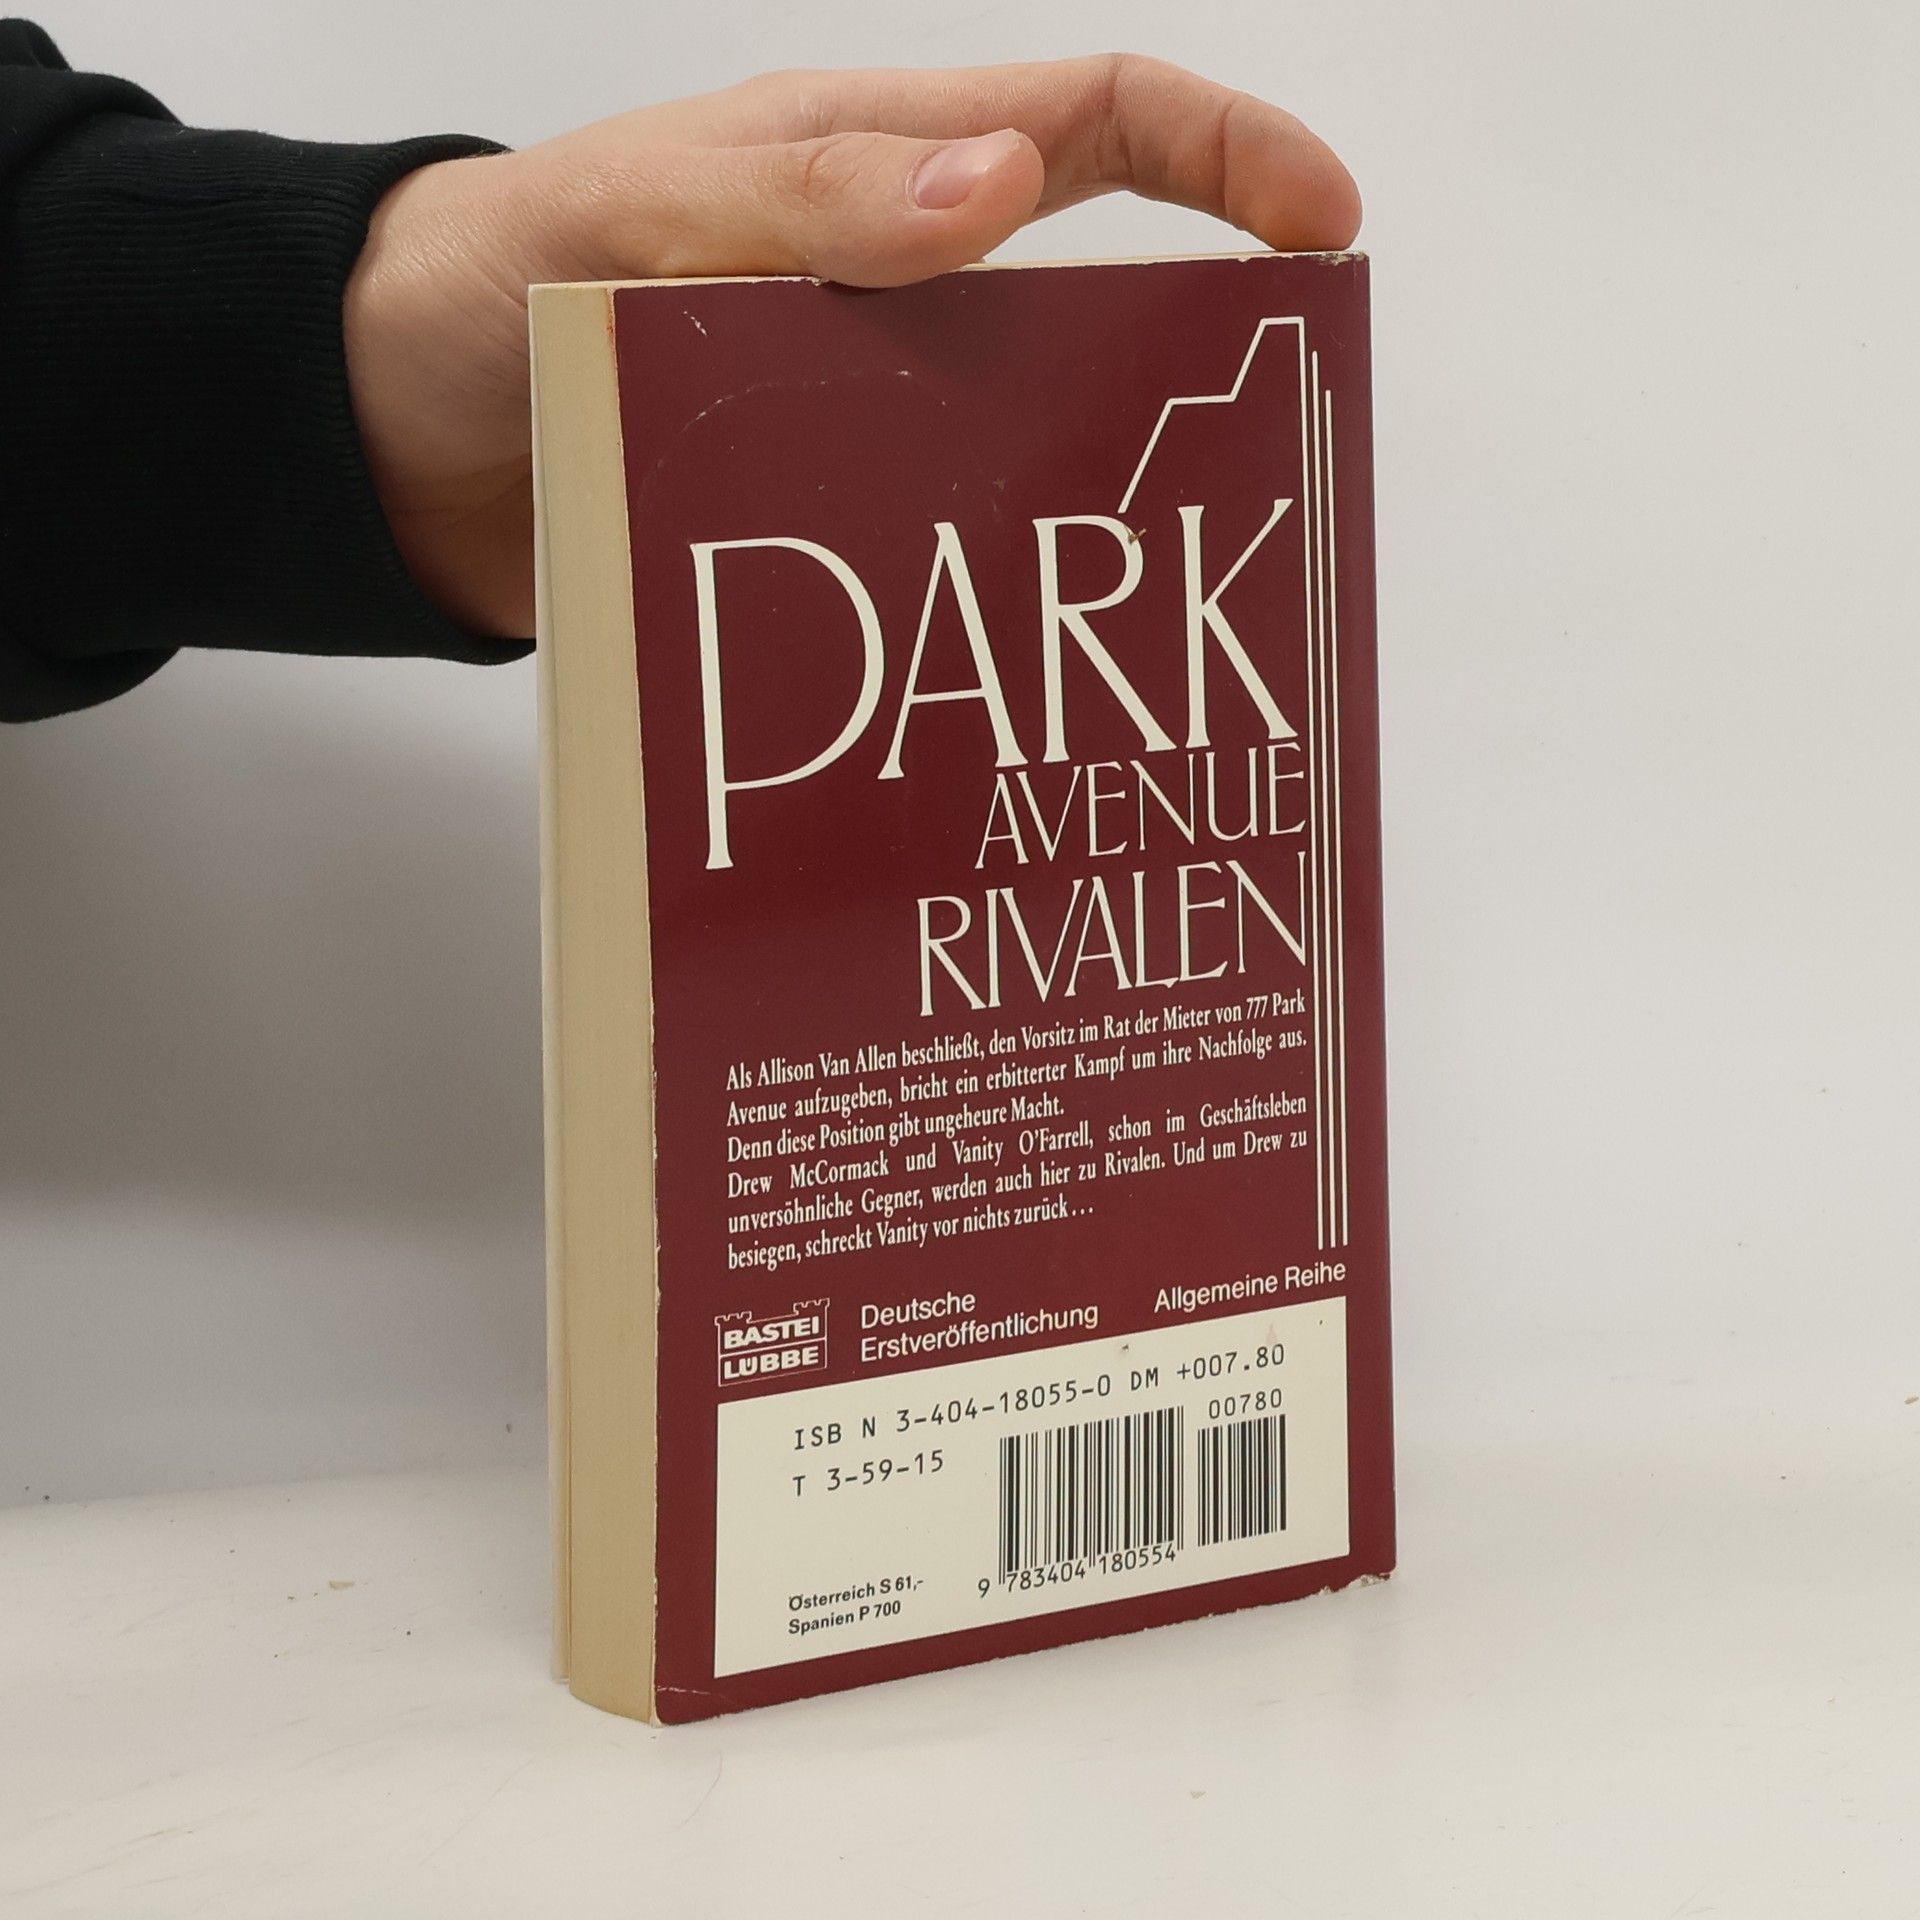 PARK
AVENUE
RIVALEN
Als Allison Van Allen beschließt, den Vorsitz im Rat der Mieter von 777 Park
Avenue aufzugeben, bricht ein erbitterter Kampf um ihre Nachfolge aus.
Denn diese Position gibt ungeheure Macht.
Drew McCormack und Vanity O'Farrell, schon im Geschäftsleben
unversöhnliche Gegner, werden auch hier zu Rivalen. Und um Drew zu
besiegen, schreckt Vanity vor nichts zurück...
BASTEI
LÜBBE
Deutsche
Erstveröffentlichung
Allgemeine Reihe
ISB N 3-404-18055-0 DM +007.80
00780
T 3-59-15
9 783404 180554
Österreich S 61,-
Spanien P 700